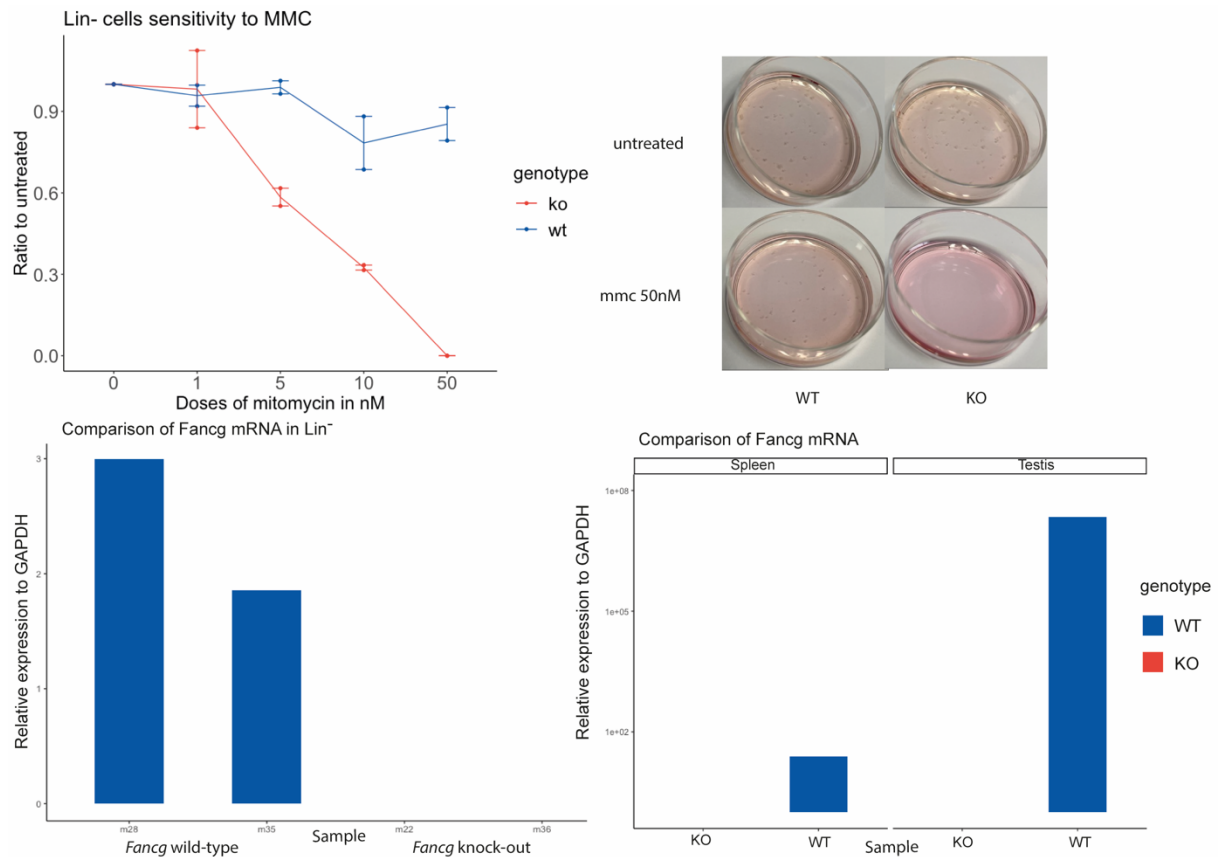 Lin- cells sensitivity to MMC
Ratio to untreated
0.9
0.6
0.3
0.0
0 1 5 10 50
Doses of mitomycin in nM
genotype
ko
wt
untreated
mmc 50nM
WT KO
Comparison of Fancg mRNA in Lin⁻
Relative expression to GAPDH
3
2
1
0
m28 m35 m22 m36
Sample
Fancg wild-type Fancg knock-out
Comparison of Fancg mRNA
Spleen Testis
Relative expression to GAPDH
1e+08
1e+05
1e+02
KO WT KO WT
Sample
genotype
WT
KO